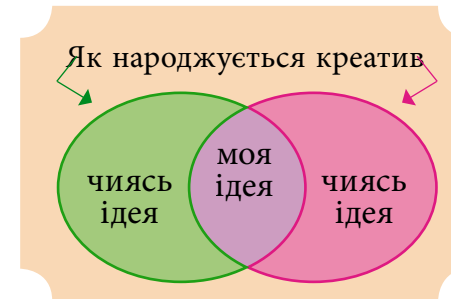 Як народжується креатив
чиясь
ідея
моя
ідея
чиясь
ідея